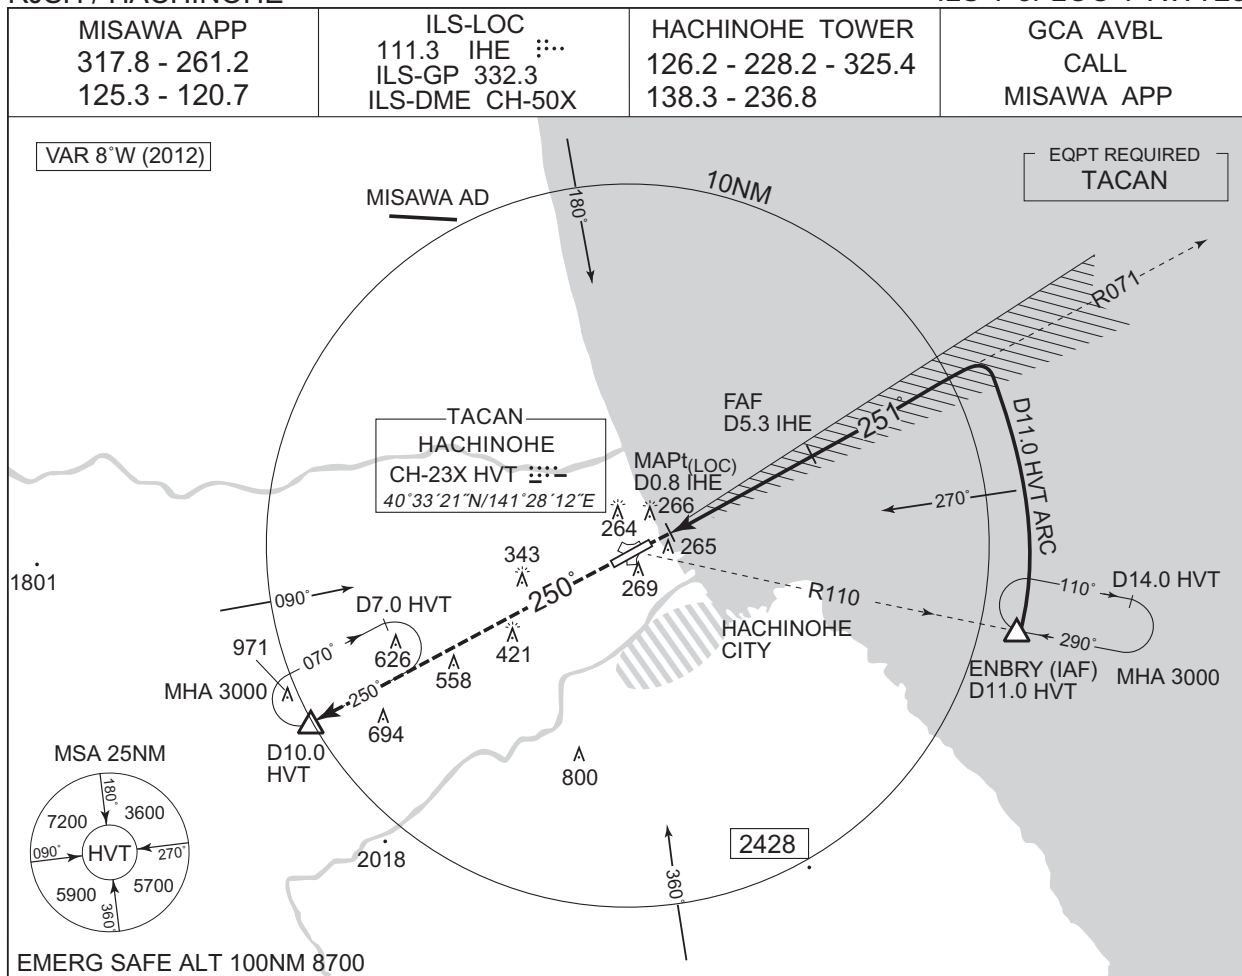 MISAWA APP
317.8 - 261.2
125.3 - 120.7
ILS-LOC
111.3 IHE
ILS-GP 332.3
ILS-DME CH-50X
HACHINOHE TOWER
126.2 - 228.2 - 325.4
138.3 - 236.8
GCA AVBL
CALL
MISAWA APP
VAR 8°W (2012)
EQPT REQUIRED
TACAN
MISAWA AD
180°
10NM
R071
FAF
D5.3 IHE
251°
D11.0 HVT ARC
TACAN
HACHINOHE
CH-23X HVT
40°33´21˝N/141°28´12˝E
MAPt(LOC)
D0.8 IHE
266
264
265
269
270°
1801
343
250°
090°
D7.0 HVT
R110
110°
D14.0 HVT
290°
070°
971
626
421
558
HACHINOHE
CITY
ENBRY (IAF)
D11.0 HVT
MHA 3000
MHA 3000
250°
694
D10.0
HVT
800
MSA 25NM
180°
7200
3600
090°
HVT
270°
5900
5700
360°
2018
2428
360°
EMERG SAFE ALT 100NM 8700